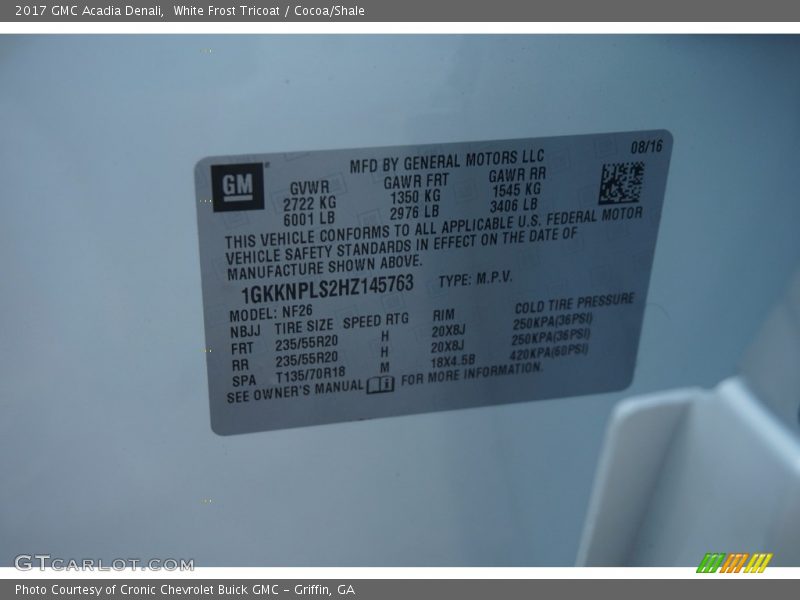 2017 GMC Acadia Denali, White Frost Tricoat / Cocoa/Shale
08/16
GM
MFD BY GENERAL MOTORS LLC
GVWR GAWR FRT GAWR RR
2722 KG 1350 KG 1545 KG
6001 LB 2976 LB 3406 LB
THIS VEHICLE CONFORMS TO ALL APPLICABLE U.S. FEDERAL MOTOR
VEHICLE SAFETY STANDARDS IN EFFECT ON THE DATE OF
MANUFACTURE SHOWN ABOVE.
1GKKNPLS2HZ145763 TYPE: M.P.V.
MODEL: NF26
NBJJ TIRE SIZE SPEED RTG RIM COLD TIRE PRESSURE
FRT 235/55R20 H 20X8J 250KPA(36PSI)
RR 235/55R20 H 20X8J 250KPA(36PSI)
SPA T135/70R18 M 18X4.5B 420KPA(60PSI)
SEE OWNER'S MANUAL FOR MORE INFORMATION.
GTCARLOT.COM
Photo Courtesy of Cronic Chevrolet Buick GMC - Griffin, GA